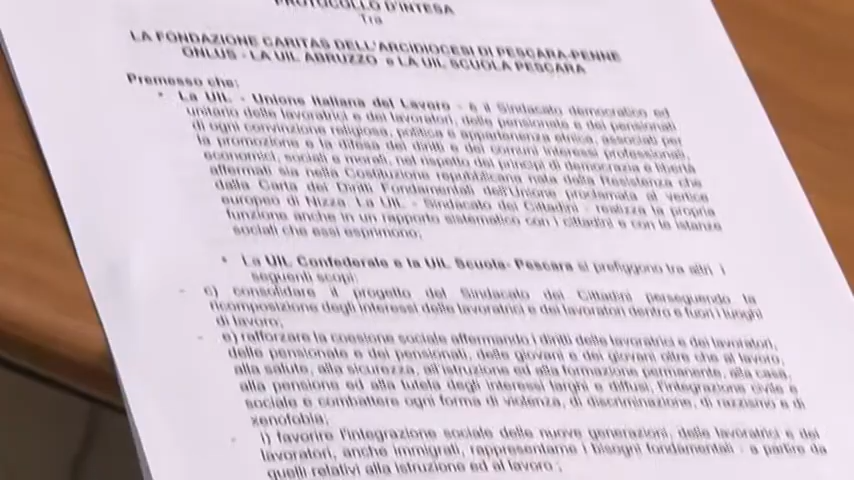 PROTOCOLLO D'INTESA
Tra
LA FONDAZIONE CARITAS DELL'ARCIDIOCESI DI PESCARA-PENNE
ONLUS - LA UIL ABRUZZO e LA UIL SCUOLA PESCARA
Premesso che:
• La UIL - Unione Italiana del Lavoro - è il Sindacato democratico ed
unitario delle lavoratrici e dei lavoratori, delle pensionate e dei pensionati
di ogni convinzione religiosa, politica e appartenenza etnica, associati per
la promozione e la difesa dei diritti e dei comuni interessi professionali,
economici, sociali e morali, nel rispetto dei principi di democrazia e libertà
affermati sia nella Costituzione repubblicana nata dalla Resistenza che
dalla Carta dei Diritti Fondamentali dell'Unione proclamata al vertice
europeo di Nizza. La UIL - Sindacato dei Cittadini - realizza la propria
funzione anche in un rapporto sistematico con i cittadini e con le istanze
sociali che essi esprimono;
• La UIL Confederale e la UIL Scuola- Pescara si prefiggono tra altri i
seguenti scopi:
c) consolidare il progetto del Sindacato dei Cittadini perseguendo la
ricomposizione degli interessi delle lavoratrici e dei lavoratori dentro e fuori i luoghi
di lavoro;
e) rafforzare la coesione sociale affermando i diritti delle lavoratrici e dei lavoratori,
delle pensionate e dei pensionati, delle giovani e dei giovani oltre che al lavoro,
alla salute, alla sicurezza, all'istruzione ed alla formazione permanente, alla casa,
alla pensione ed alla tutela degli interessi larghi e diffusi, l'integrazione civile e
sociale e combattere ogni forma di violenza, di discriminazione, di razzismo e di
xenofobia;
i) favorire l'integrazione sociale delle nuove generazioni, delle lavoratrici e dei
lavoratori, anche immigrati, rappresentarne i bisogni fondamentali - a partire da
quelli relativi alla istruzione ed al lavoro ;